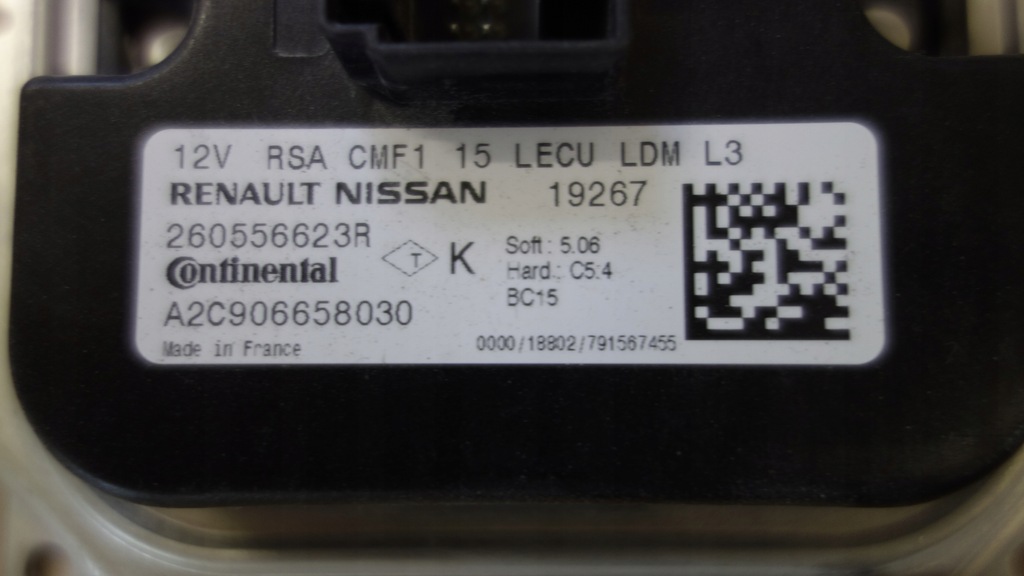 12V RSA CMF1 15 LECU LDM L3
RENAULT NISSAN 19267
260556623R
Continental
T K
Soft: 5.06
Hard.: C5:4
BC15
A2C906658030
Made in France
0000/18802/791567455